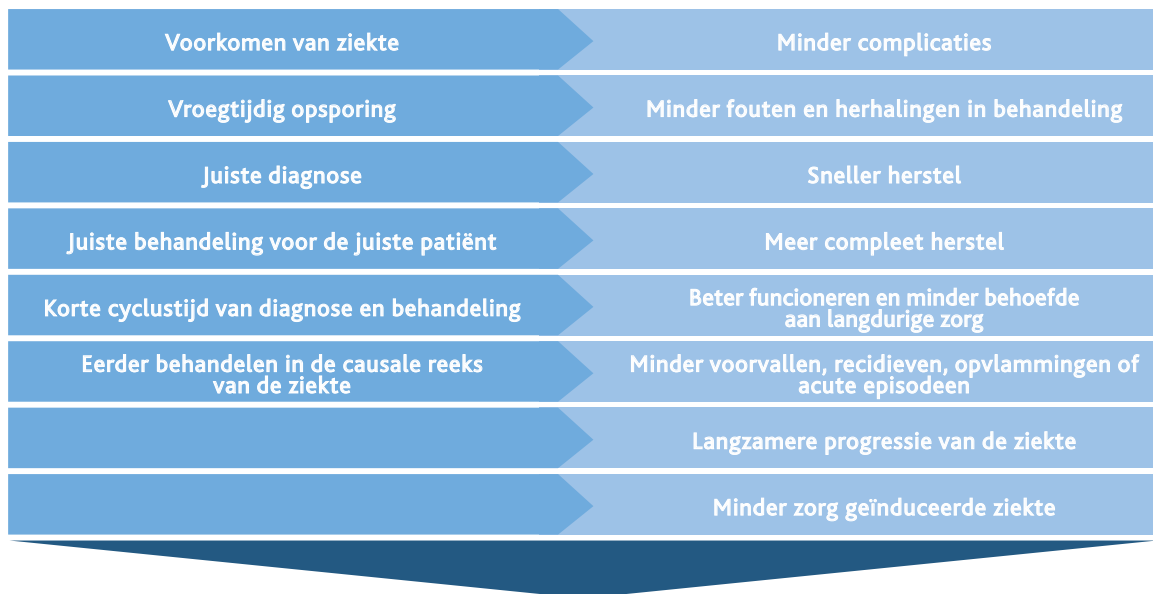 Voorkomen van ziekte
Minder complicaties
Vroegtijdig opsporing
Minder fouten en herhalingen in behandeling
Juiste diagnose
Sneller herstel
Juiste behandeling voor de juiste patiënt
Meer compleet herstel
Korte cyclustijd van diagnose en behandeling
Beter funcioneren en minder behoefde
aan langdurige zorg
Eerder behandelen in de causale reeks
van de ziekte
Minder voorvallen, recidieven, opvlammingen of
acute episodeen
Langzamere progressie van de ziekte
Minder zorg geïnduceerde ziekte